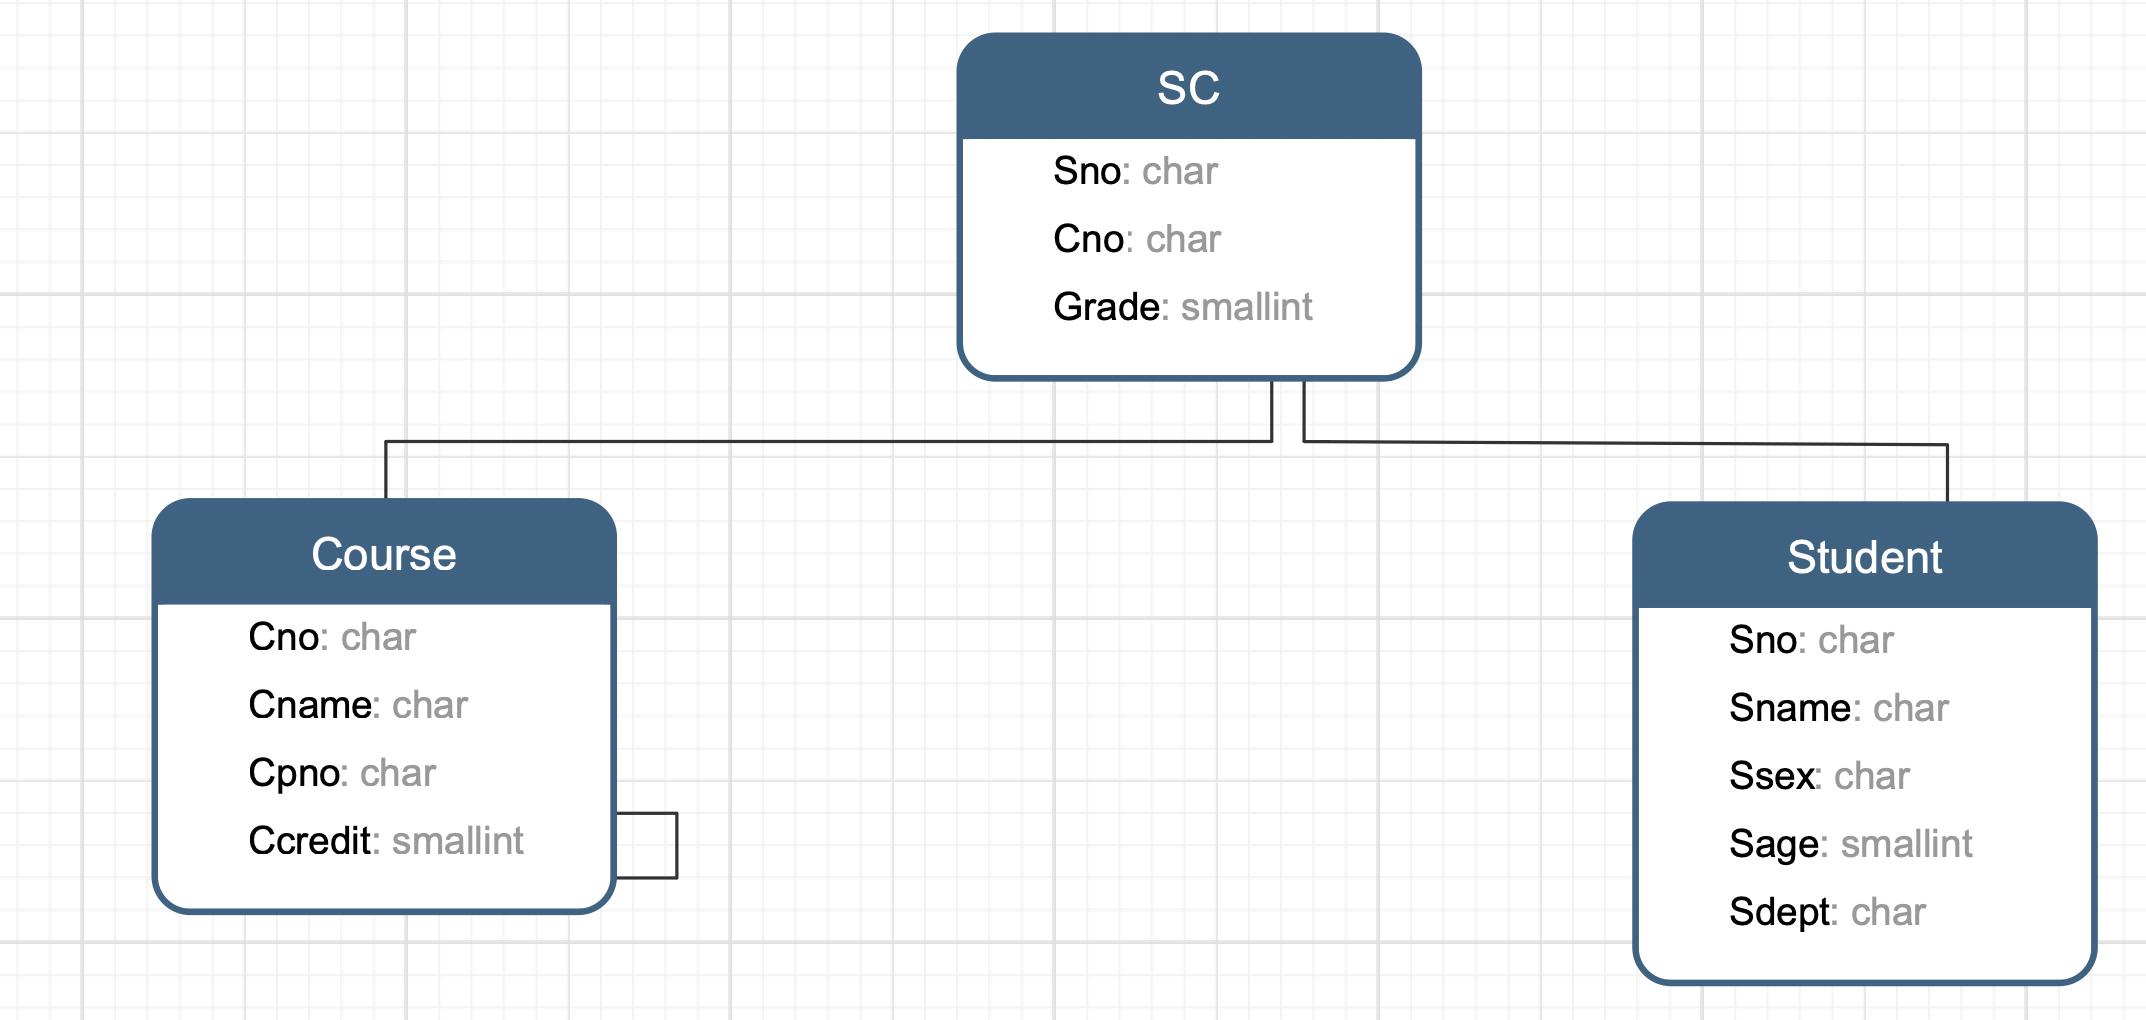 SC
Sno: char
Cno: char
Grade: smallint
Course
Cno: char
Cname: char
Cpno: char
Ccredit: smallint
Student
Sno: char
Sname: char
Ssex: char
Sage: smallint
Sdept: char